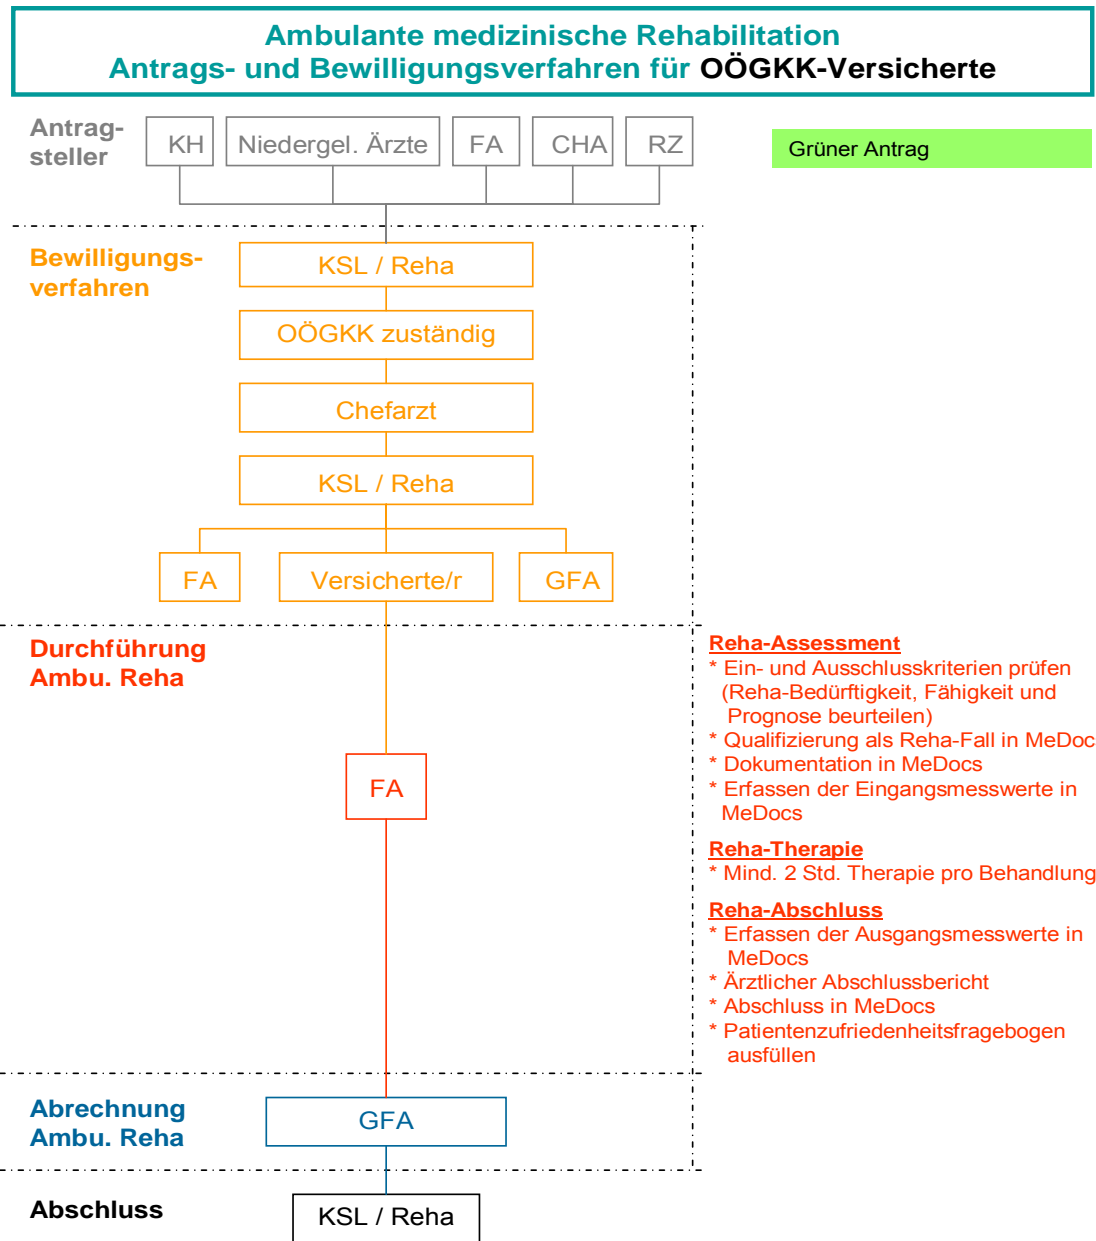 Ambulante medizinische Rehabilitation
Antrags- und Bewilligungsverfahren für OÖGKK-Versicherte
Antrag-
steller
KH
Niedergel. Ärzte
FA
CHA
RZ
Grüner Antrag
Bewilligungs-
verfahren
KSL / Reha
OÖGKK zuständig
Chefarzt
KSL / Reha
FA
Versicherte/r
GFA
Durchführung
Ambu. Reha
FA
Reha-Assessment
* Ein- und Ausschlusskriterien prüfen
(Reha-Bedürftigkeit, Fähigkeit und
Prognose beurteilen)
* Qualifizierung als Reha-Fall in MeDoc
* Dokumentation in MeDocs
* Erfassen der Eingangsmesswerte in
MeDocs
Reha-Therapie
* Mind. 2 Std. Therapie pro Behandlung
Reha-Abschluss
* Erfassen der Ausgangsmesswerte in
MeDocs
* Ärztlicher Abschlussbericht
* Abschluss in MeDocs
* Patientenzufriedenheitsfragebogen
ausfüllen
Abrechnung
Ambu. Reha
GFA
Abschluss
KSL / Reha